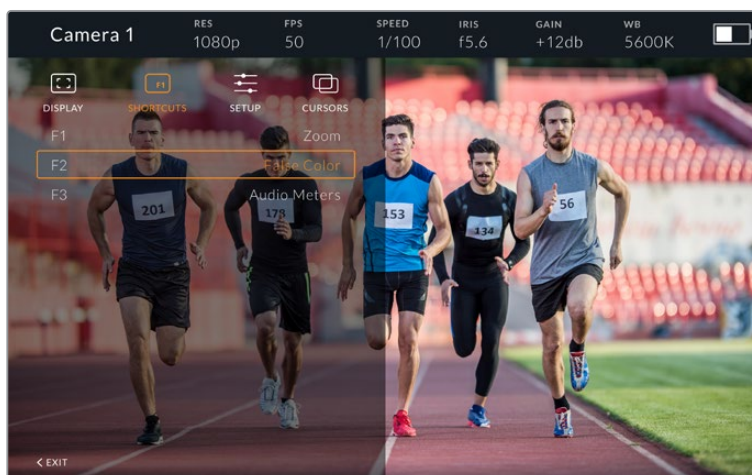 Camera 1
RES
1080p
FPS
50
SPEED
1/100
IRIS
f5.6
GAIN
+12db
WB
5600K
DISPLAY
F1
SHORTCUTS
SETUP
CURSORS
F1 Zoom
F2 False Color
F3 Audio Meters
201
178
153
134
56
< EXIT